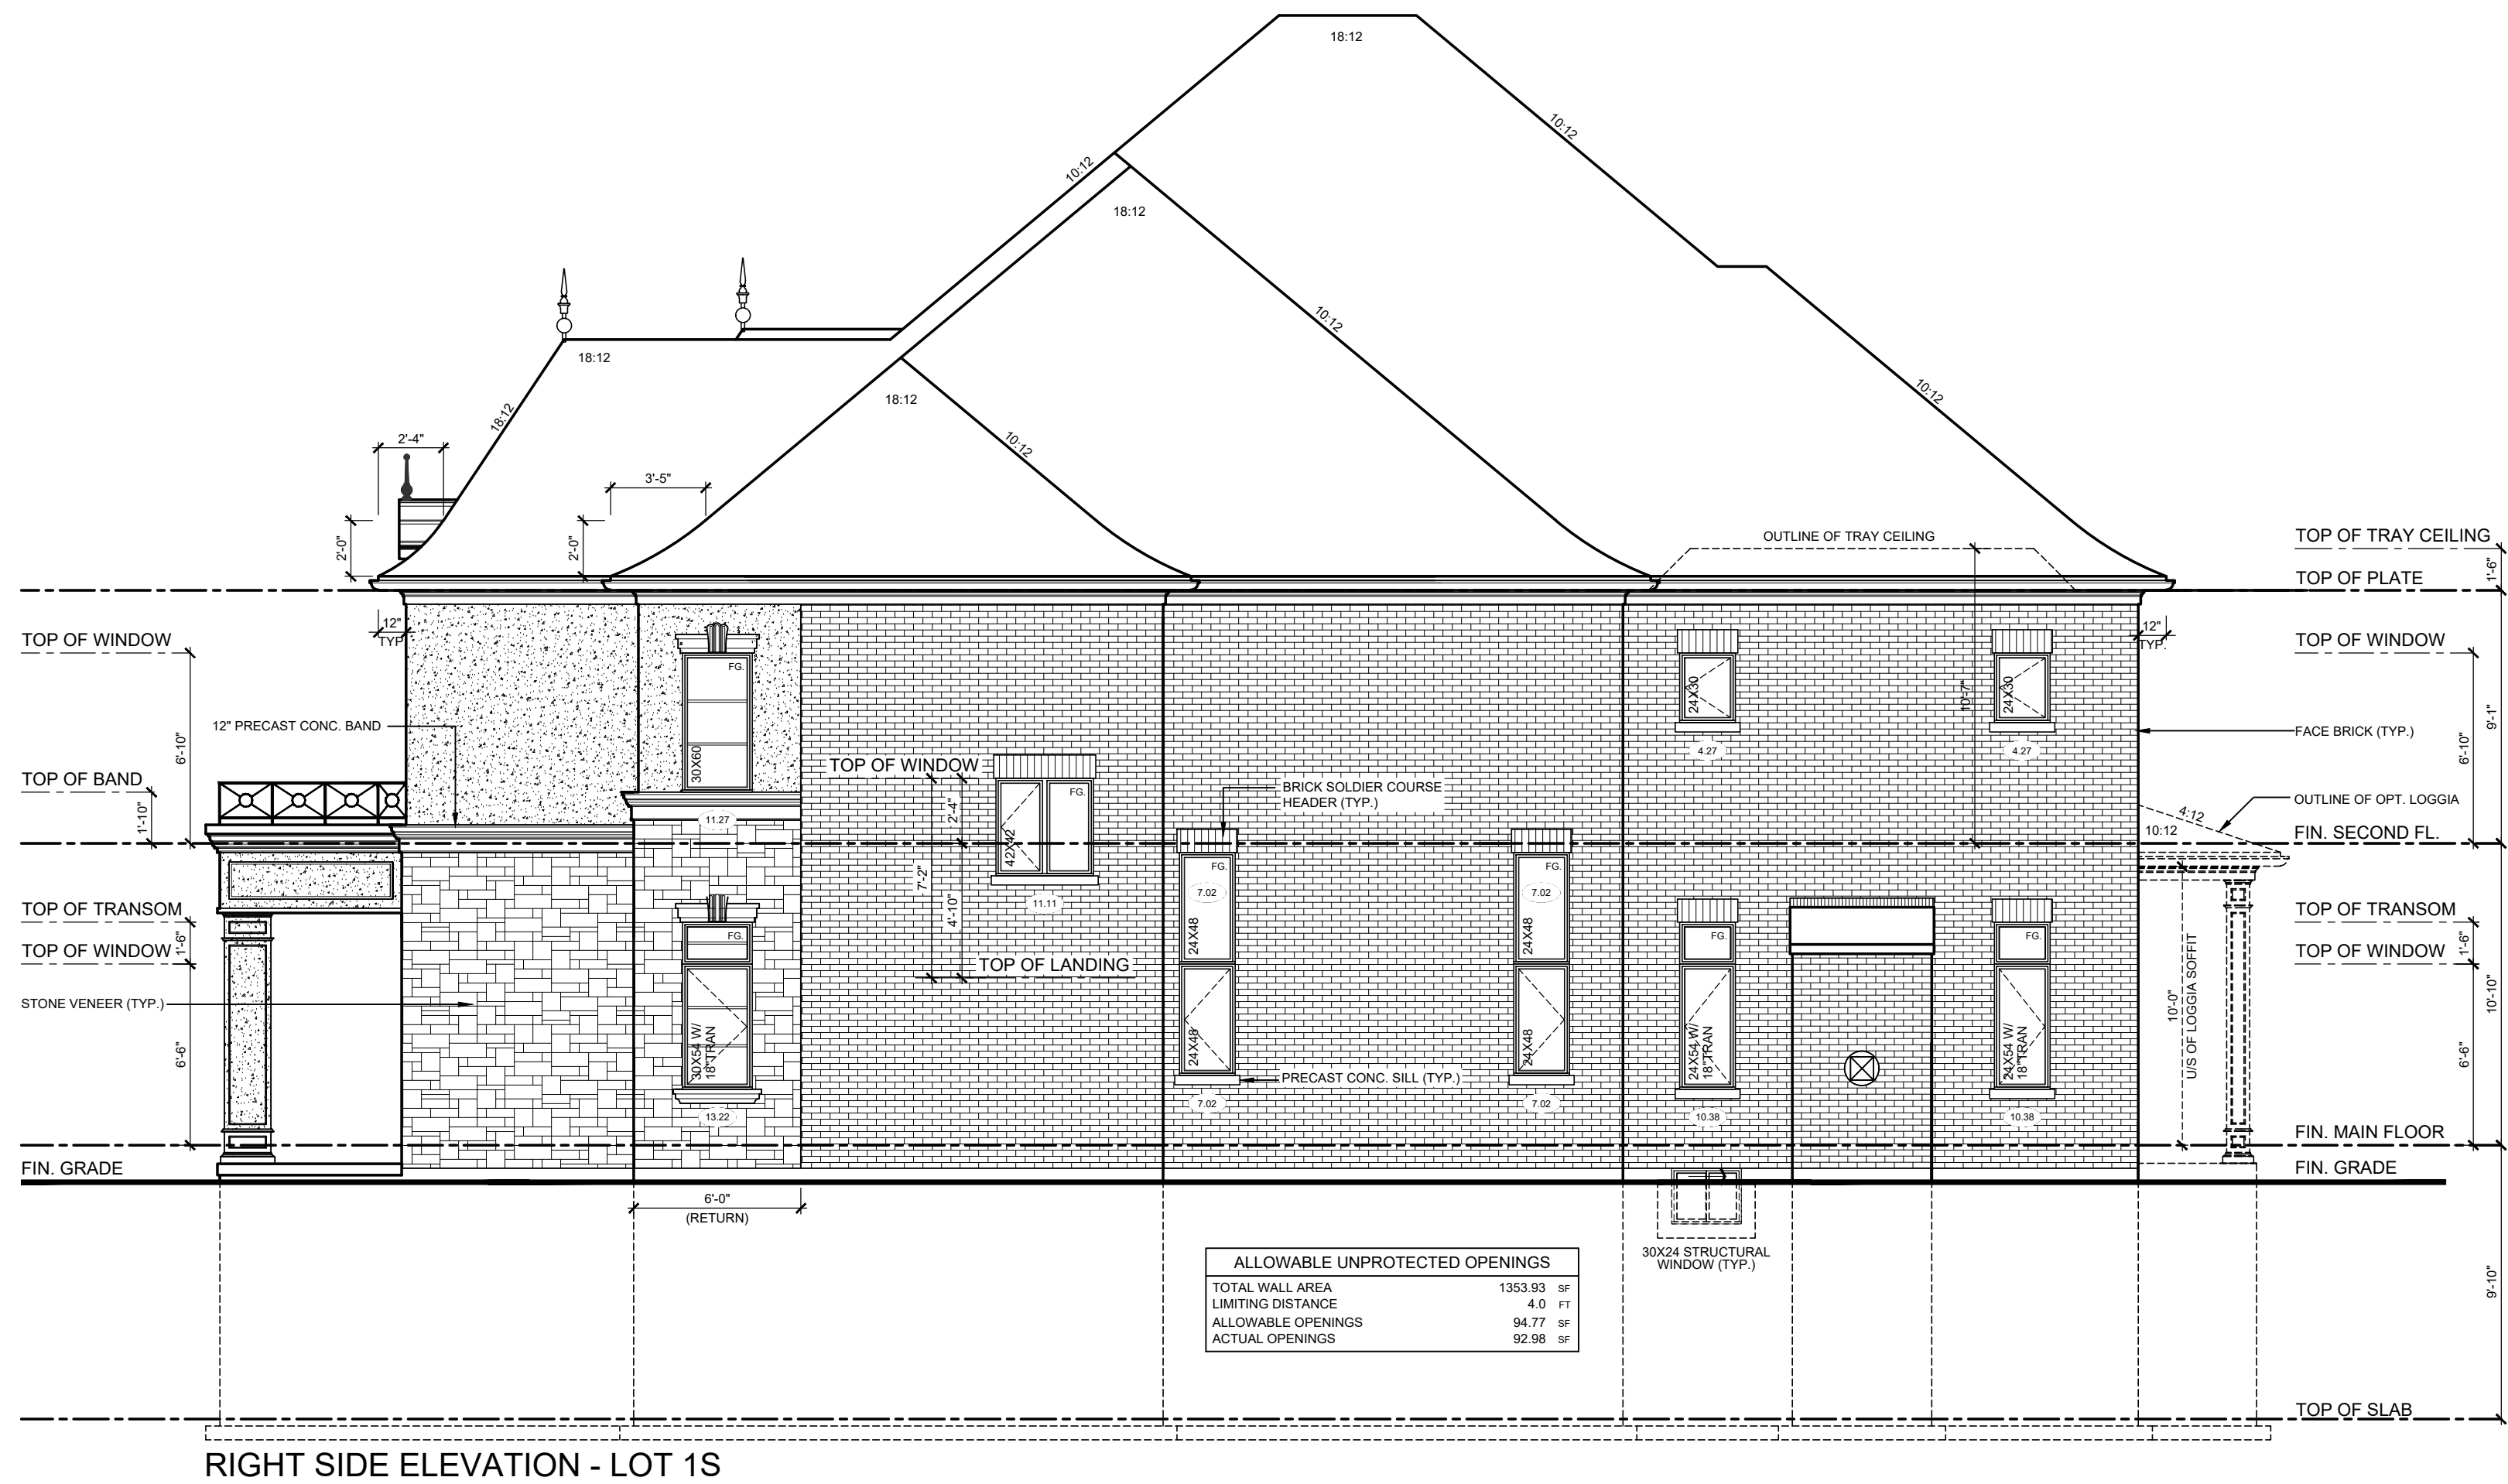 18:12
10:12
10:12
18:12
18:12
18:12
18:12
10:12
10:12
10:12
2'-4"
3'-5"
2'-0"
2'-0"
OUTLINE OF TRAY CEILING
TOP OF TRAY CEILING
1'-6"
TOP OF PLATE
12"
TYP.
12"
TYP.
TOP OF WINDOW
TOP OF WINDOW
FG.
30X60
24X30
24X30
10'-7"
4.27
4.27
9'-1"
6'-10"
6'-10"
12" PRECAST CONC. BAND
FACE BRICK (TYP.)
TOP OF BAND
1'-10"
TOP OF WINDOW
2'-4"
FG.
42X42
BRICK SOLDIER COURSE
HEADER (TYP.)
OUTLINE OF OPT. LOGGIA
4:12
10:12
11.27
FIN. SECOND FL.
7'-2"
4'-10"
11.11
FG.
7.02
24X48
FG.
7.02
24X48
TOP OF TRANSOM
TOP OF WINDOW
1'-6"
FG.
FG.
FG.
TOP OF TRANSOM
TOP OF WINDOW
1'-6"
TOP OF LANDING
STONE VENEER (TYP.)
6'-6"
30X54 W/
18"TRAN
24X48
24X48
24X54 W/
18"TRAN
24X54 W/
18"TRAN
10'-0"
U/S OF LOGGIA SOFFIT
10'-10"
6'-6"
PRECAST CONC. SILL (TYP.)
13.22
7.02
7.02
10.38
10.38
FIN. MAIN FLOOR
FIN. GRADE
FIN. GRADE
6'-0"
(RETURN)
30X24 STRUCTURAL
WINDOW (TYP.)
ALLOWABLE UNPROTECTED OPENINGS
TOTAL WALL AREA 1353.93 SF
LIMITING DISTANCE 4.0 FT
ALLOWABLE OPENINGS 94.77 SF
ACTUAL OPENINGS 92.98 SF
9'-10"
TOP OF SLAB
RIGHT SIDE ELEVATION - LOT 1S